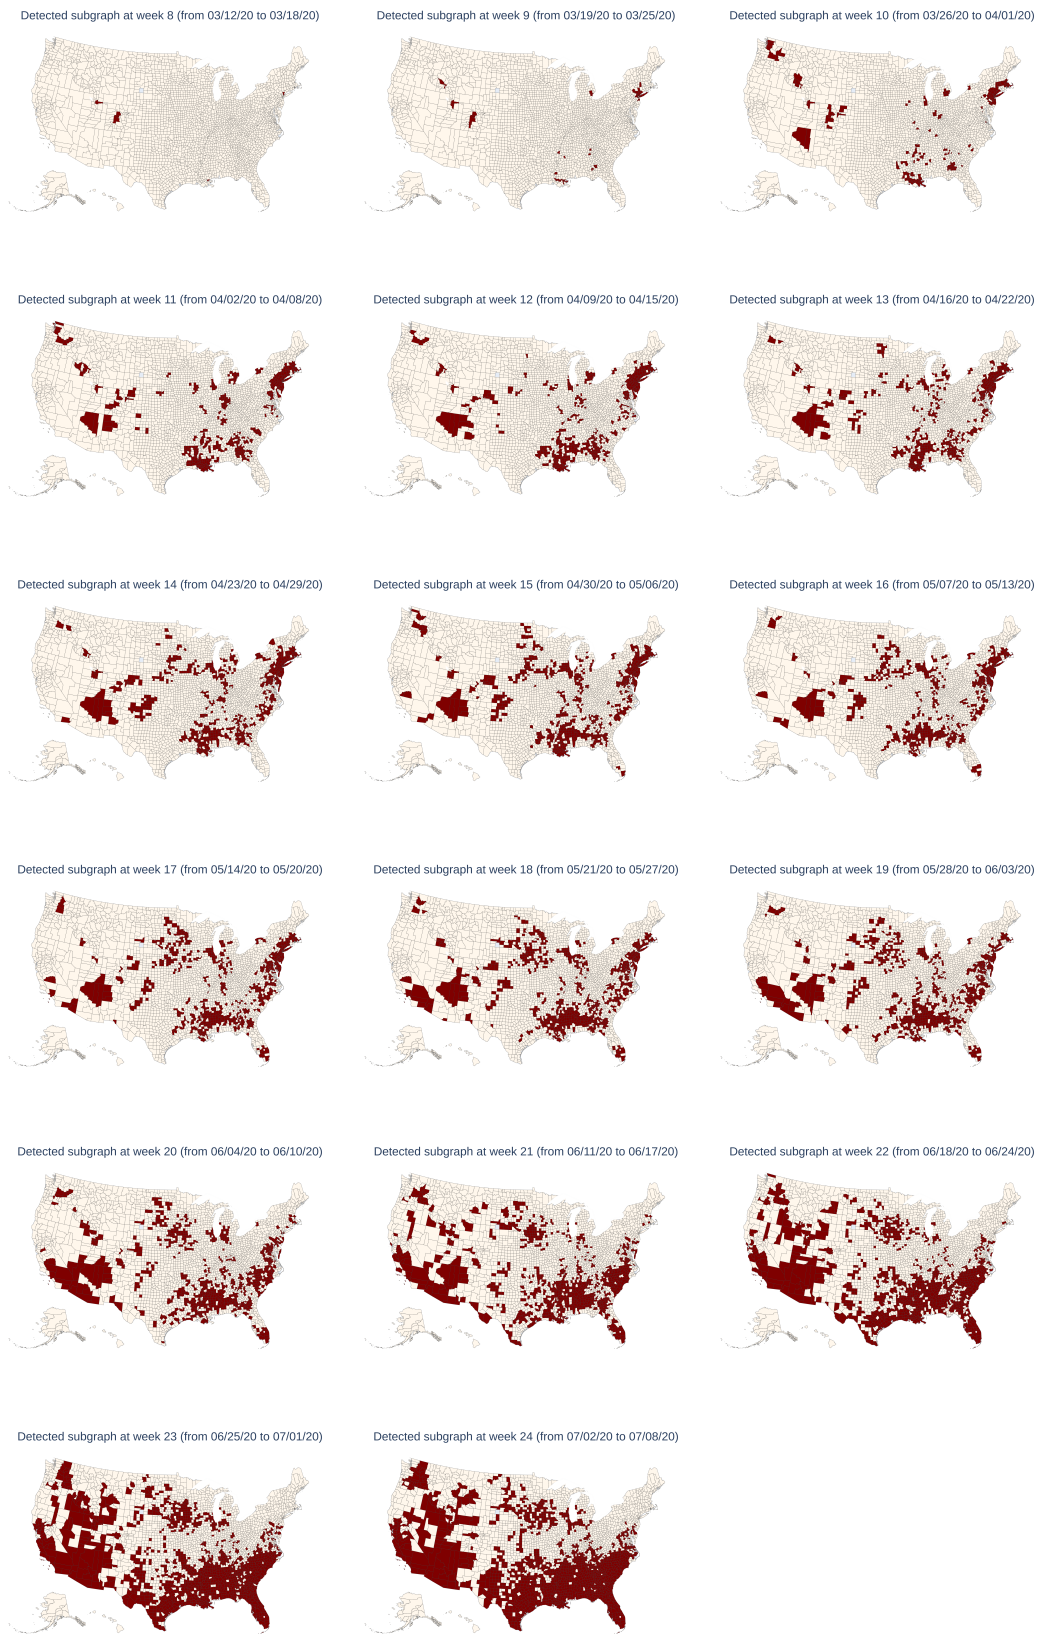 Detected subgraph at week 8 (from 03/12/20 to 03/18/20)
Detected subgraph at week 9 (from 03/19/20 to 03/25/20)
Detected subgraph at week 10 (from 03/26/20 to 04/01/20)
Detected subgraph at week 11 (from 04/02/20 to 04/08/20)
Detected subgraph at week 12 (from 04/09/20 to 04/15/20)
Detected subgraph at week 13 (from 04/16/20 to 04/22/20)
Detected subgraph at week 14 (from 04/23/20 to 04/29/20)
Detected subgraph at week 15 (from 04/30/20 to 05/06/20)
Detected subgraph at week 16 (from 05/07/20 to 05/13/20)
Detected subgraph at week 17 (from 05/14/20 to 05/20/20)
Detected subgraph at week 18 (from 05/21/20 to 05/27/20)
Detected subgraph at week 19 (from 05/28/20 to 06/03/20)
Detected subgraph at week 20 (from 06/04/20 to 06/10/20)
Detected subgraph at week 21 (from 06/11/20 to 06/17/20)
Detected subgraph at week 22 (from 06/18/20 to 06/24/20)
Detected subgraph at week 23 (from 06/25/20 to 07/01/20)
Detected subgraph at week 24 (from 07/02/20 to 07/08/20)